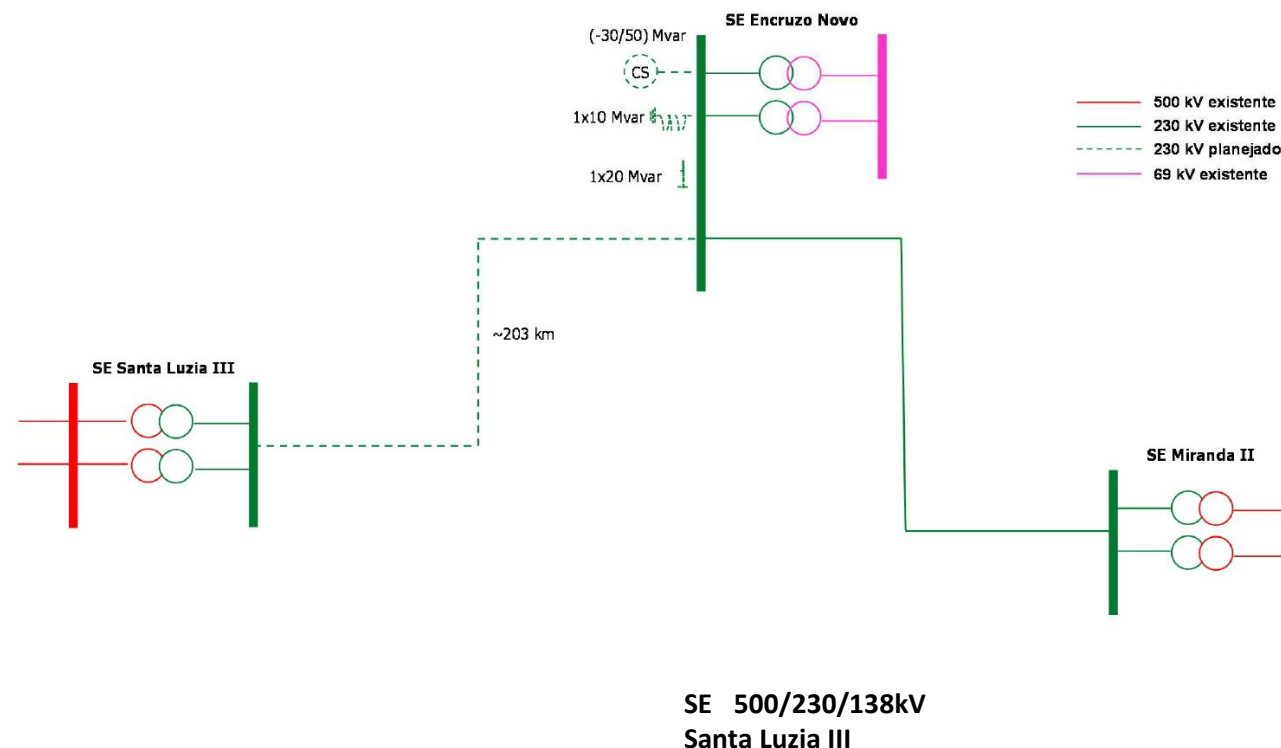 SE Encruzo Novo
(-30/50) Mvar
CS
1x10 Mvar
1x20 Mvar
500 kV existente
230 kV existente
230 kV planejado
69 kV existente
~203 km
SE Santa Luzia III
SE Miranda II
SE 500/230/138kV
Santa Luzia III